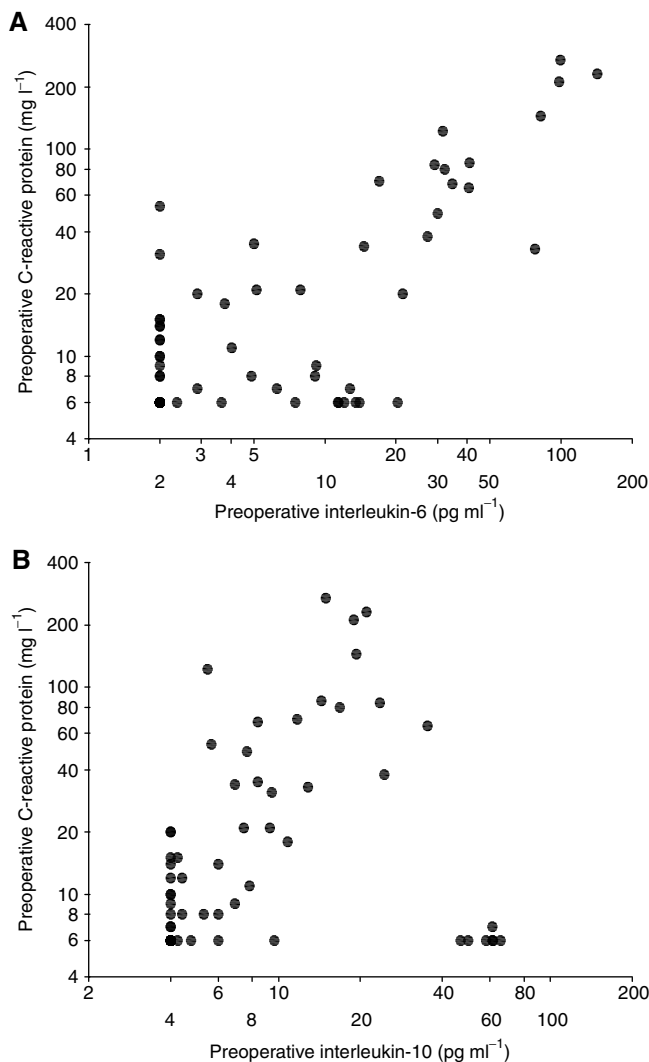 A
Preoperative C-reactive protein (mg l⁻¹)
400
200
100
80
60
40
20
10
8
6
4
1 3 5 20 40 100
2 4 10 30 50 200
Preoperative interleukin-6 (pg ml⁻¹)
B
Preoperative C-reactive protein (mg l⁻¹)
400
200
100
80
60
40
20
10
8
6
4
2 6 10 40 80 200
4 8 20 60 100
Preoperative interleukin-10 (pg ml⁻¹)